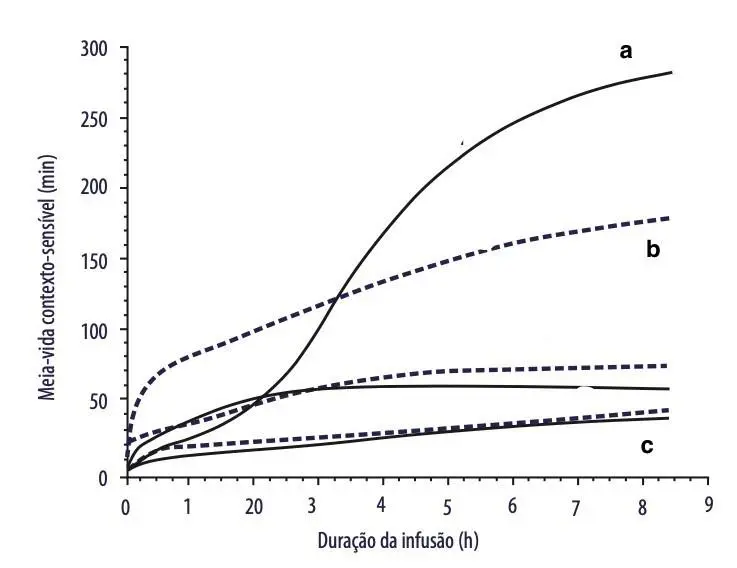 300
a
250
200
b
150
100
50
c
0
0 1 20 3 4 5 6 7 8 9
Meia-vida contexto-sensível (min)
Duração da infusão (h)